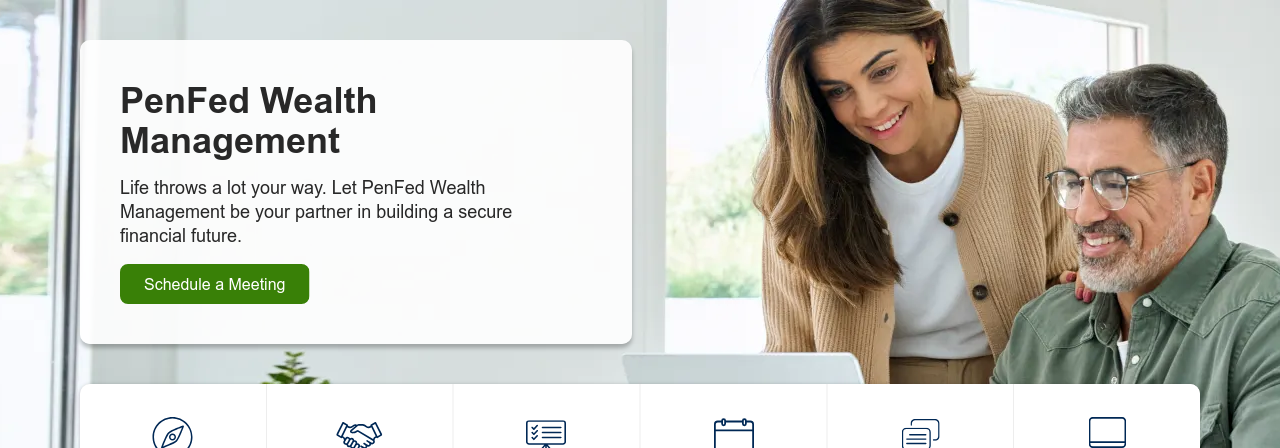 PenFed Wealth
Management
Life throws a lot your way. Let PenFed Wealth
Management be your partner in building a secure
financial future.
Schedule a Meeting